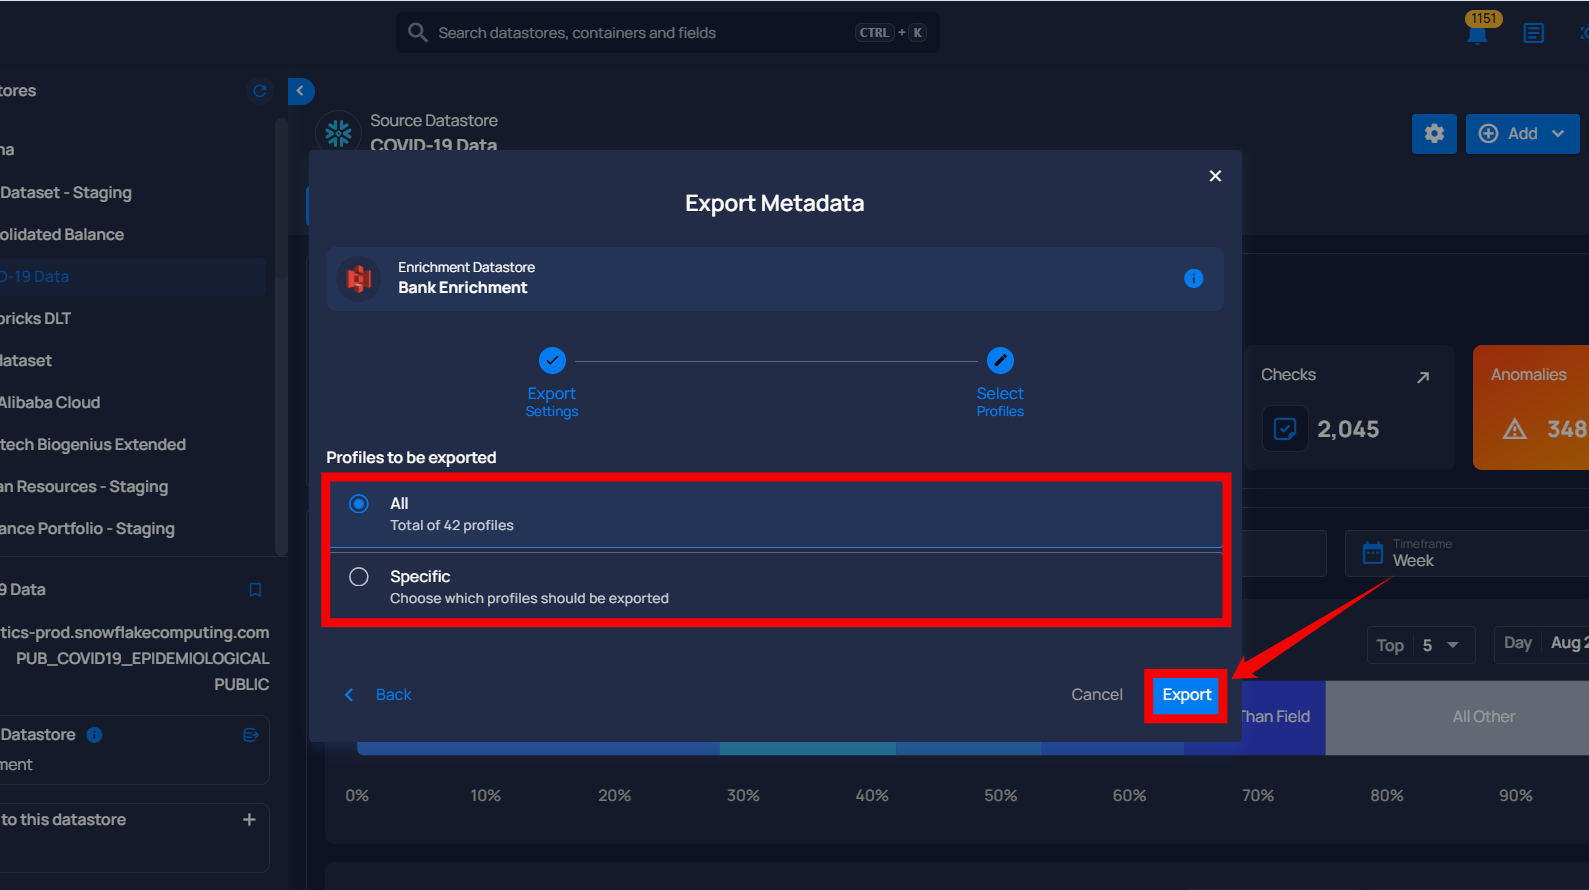 Search datastores, containers and fields
CTRL + K
1151
tores
na
Dataset - Staging
olidated Balance
D-19 Data
bricks DLT
dataset
Alibaba Cloud
tech Biogenius Extended
an Resources - Staging
ance Portfolio - Staging
9 Data
tics-prod.snowflakecomputing.com
PUB_COVID19_EPIDEMIOLOGICAL
PUBLIC
Datastore
ment
to this datastore
Source Datastore
COVID-19 Data
Add
Export Metadata
Enrichment Datastore
Bank Enrichment
Export
Settings
Select
Profiles
Profiles to be exported
All
Total of 42 profiles
Specific
Choose which profiles should be exported
Back
Cancel
Export
Checks
2,045
Anomalies
348
Timeframe
Week
Top 5
Day Aug 2
Than Field
All Other
0% 10% 20% 30% 40% 50% 60% 70% 80% 90%